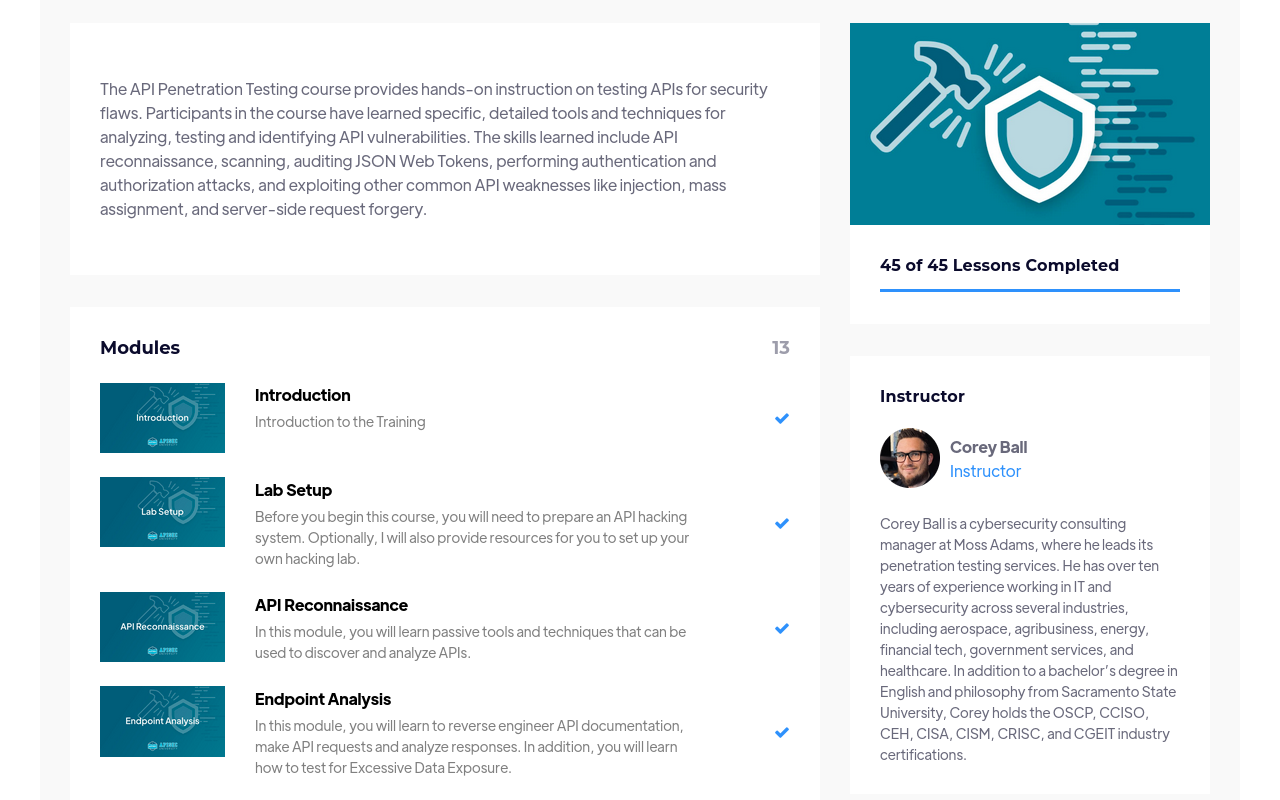 The API Penetration Testing course provides hands-on instruction on testing APIs for security
flaws. Participants in the course have learned specific, detailed tools and techniques for
analyzing, testing and identifying API vulnerabilities. The skills learned include API
reconnaissance, scanning, auditing JSON Web Tokens, performing authentication and
authorization attacks, and exploiting other common API weaknesses like injection, mass
assignment, and server-side request forgery.
45 of 45 Lessons Completed
Modules
13
Introduction
Introduction
Introduction to the Training
Lab Setup
Lab Setup
Before you begin this course, you will need to prepare an API hacking
system. Optionally, I will also provide resources for you to set up your
own hacking lab.
API Reconnaissance
API Reconnaissance
In this module, you will learn passive tools and techniques that can be
used to discover and analyze APIs.
Endpoint Analysis
Endpoint Analysis
In this module, you will learn to reverse engineer API documentation,
make API requests and analyze responses. In addition, you will learn
how to test for Excessive Data Exposure.
Instructor
Corey Ball
Instructor
Corey Ball is a cybersecurity consulting
manager at Moss Adams, where he leads its
penetration testing services. He has over ten
years of experience working in IT and
cybersecurity across several industries,
including aerospace, agribusiness, energy,
financial tech, government services, and
healthcare. In addition to a bachelor's degree in
English and philosophy from Sacramento State
University, Corey holds the OSCP, CCISO,
CEH, CISA, CISM, CRISC, and CGEIT industry
certifications.